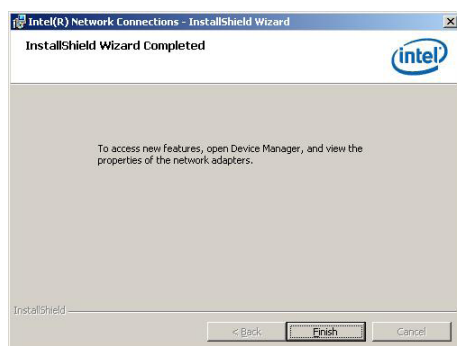 Intel(R) Network Connections - InstallShield Wizard
InstallShield Wizard Completed
intel
To access new features, open Device Manager, and view the
properties of the network adapters.
InstallShield
< Back
Finish
Cancel